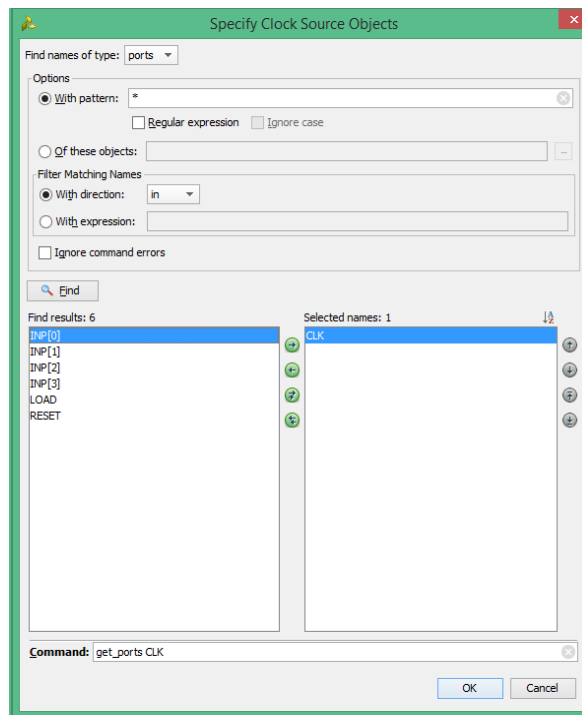 Specify Clock Source Objects
x
Find names of type: ports
Options
With pattern: *
Regular expression Ignore case
Of these objects: ...
Filter Matching Names
With direction: in
With expression:
Ignore command errors
Find
Find results: 6
INP[0]
INP[1]
INP[2]
INP[3]
LOAD
RESET
Selected names: 1
CLK
Command: get_ports CLK
OK Cancel